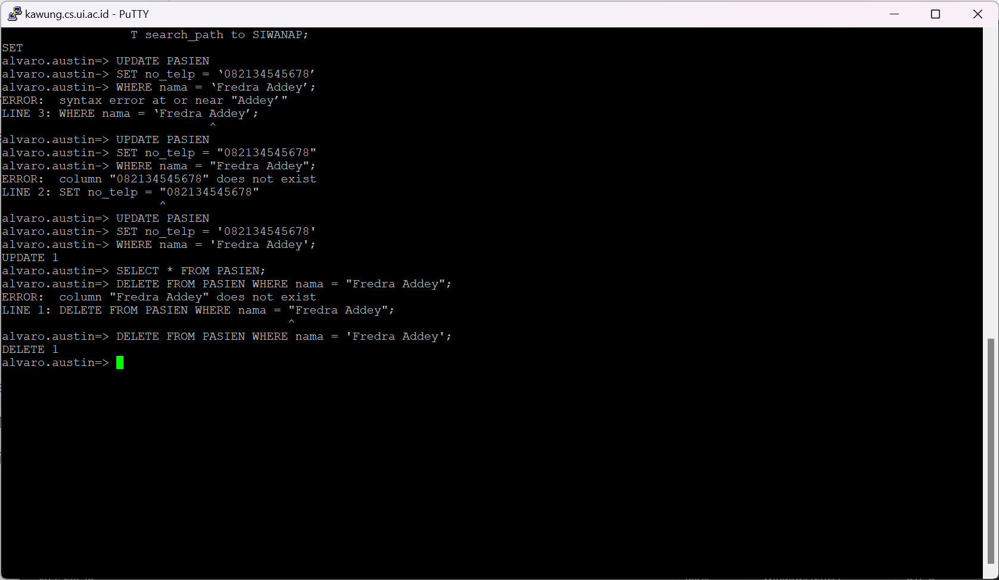 kawung.cs.ui.ac.id - PuTTY
T search_path to SIWANAP;
SET
alvaro.austin=> UPDATE PASIEN
alvaro.austin-> SET no_telp = ‘082134545678’
alvaro.austin-> WHERE nama = ‘Fredra Addey’;
ERROR:  syntax error at or near "Addey’"
LINE 3: WHERE nama = ‘Fredra Addey’;
^
alvaro.austin=> UPDATE PASIEN
alvaro.austin-> SET no_telp = "082134545678"
alvaro.austin-> WHERE nama = "Fredra Addey";
ERROR:  column "082134545678" does not exist
LINE 2: SET no_telp = "082134545678"
^
alvaro.austin=> UPDATE PASIEN
alvaro.austin-> SET no_telp = '082134545678'
alvaro.austin-> WHERE nama = 'Fredra Addey';
UPDATE 1
alvaro.austin=> SELECT * FROM PASIEN;
alvaro.austin=> DELETE FROM PASIEN WHERE nama = "Fredra Addey";
ERROR:  column "Fredra Addey" does not exist
LINE 1: DELETE FROM PASIEN WHERE nama = "Fredra Addey";
^
alvaro.austin=> DELETE FROM PASIEN WHERE nama = 'Fredra Addey';
DELETE 1
alvaro.austin=>